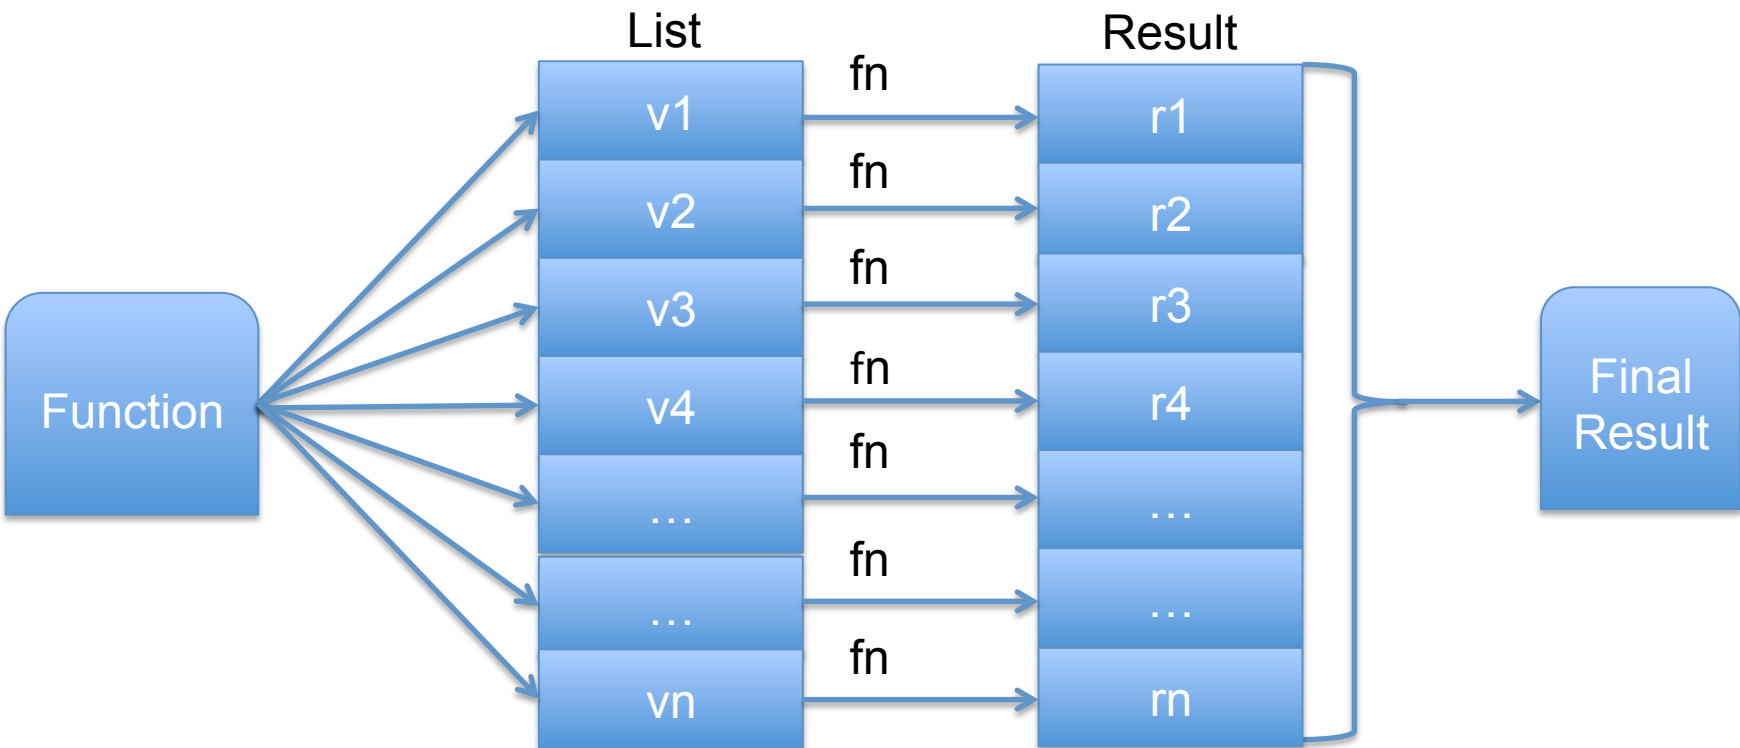 List
Result
fn
v1
r1
fn
v2
r2
fn
v3
r3
fn
Function
v4
r4
Final
Result
fn
...
...
fn
...
...
fn
vn
rn